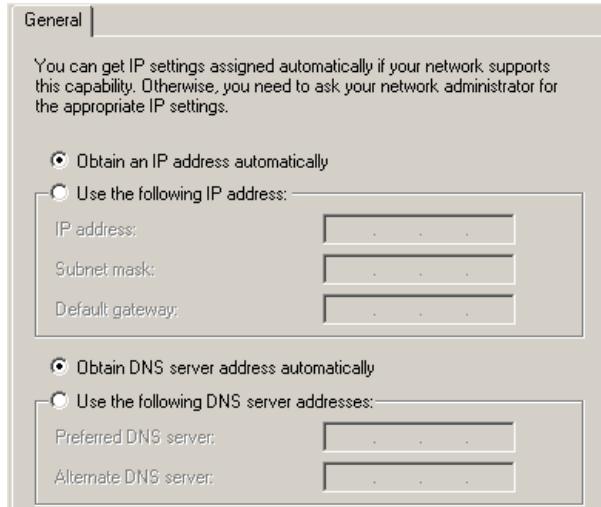 General
You can get IP settings assigned automatically if your network supports
this capability. Otherwise, you need to ask your network administrator for
the appropriate IP settings.
Obtain an IP address automatically
Use the following IP address:
IP address:
Subnet mask:
Default gateway:
Obtain DNS server address automatically
Use the following DNS server addresses:
Preferred DNS server:
Alternate DNS server: